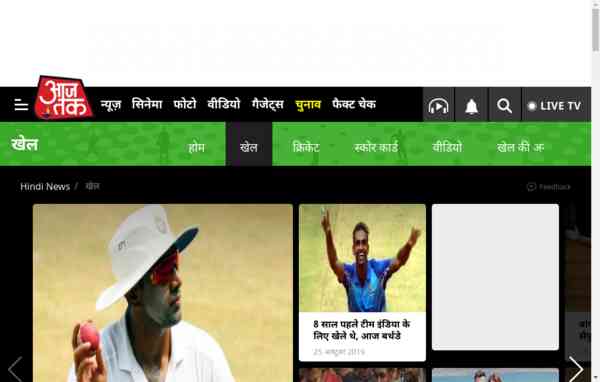 आज तक
न्यूज़ सिनेमा फोटो वीडियो गैजेट्स चुनाव फैक्ट चेक
LIVE TV
खेल
होम खेल क्रिकेट स्कोर कार्ड वीडियो खेल की
Hindi News / खेल
Feedback
8 साल पहले टीम इंडिया के
लिए खेले थे, आज बर्थडे
25 अक्टूबर 2019